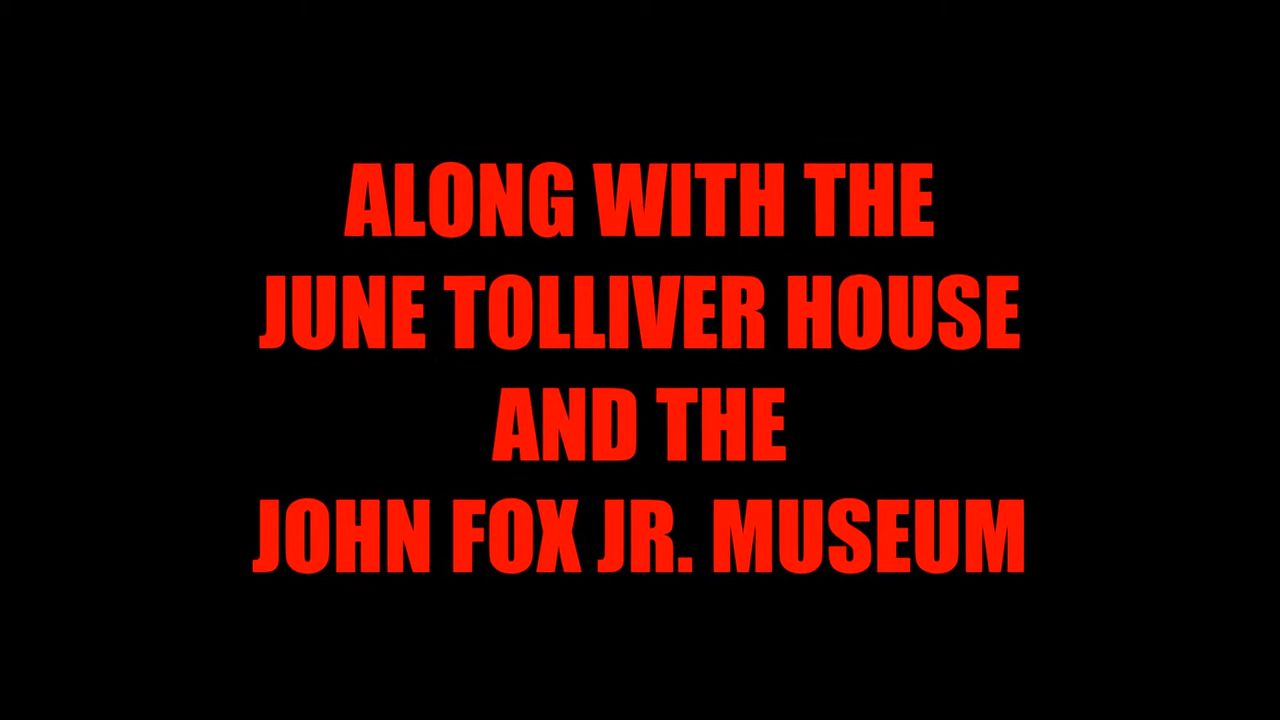 ALONG WITH THE
JUNE TOLLIVER HOUSE
AND THE
JOHN FOX JR. MUSEUM